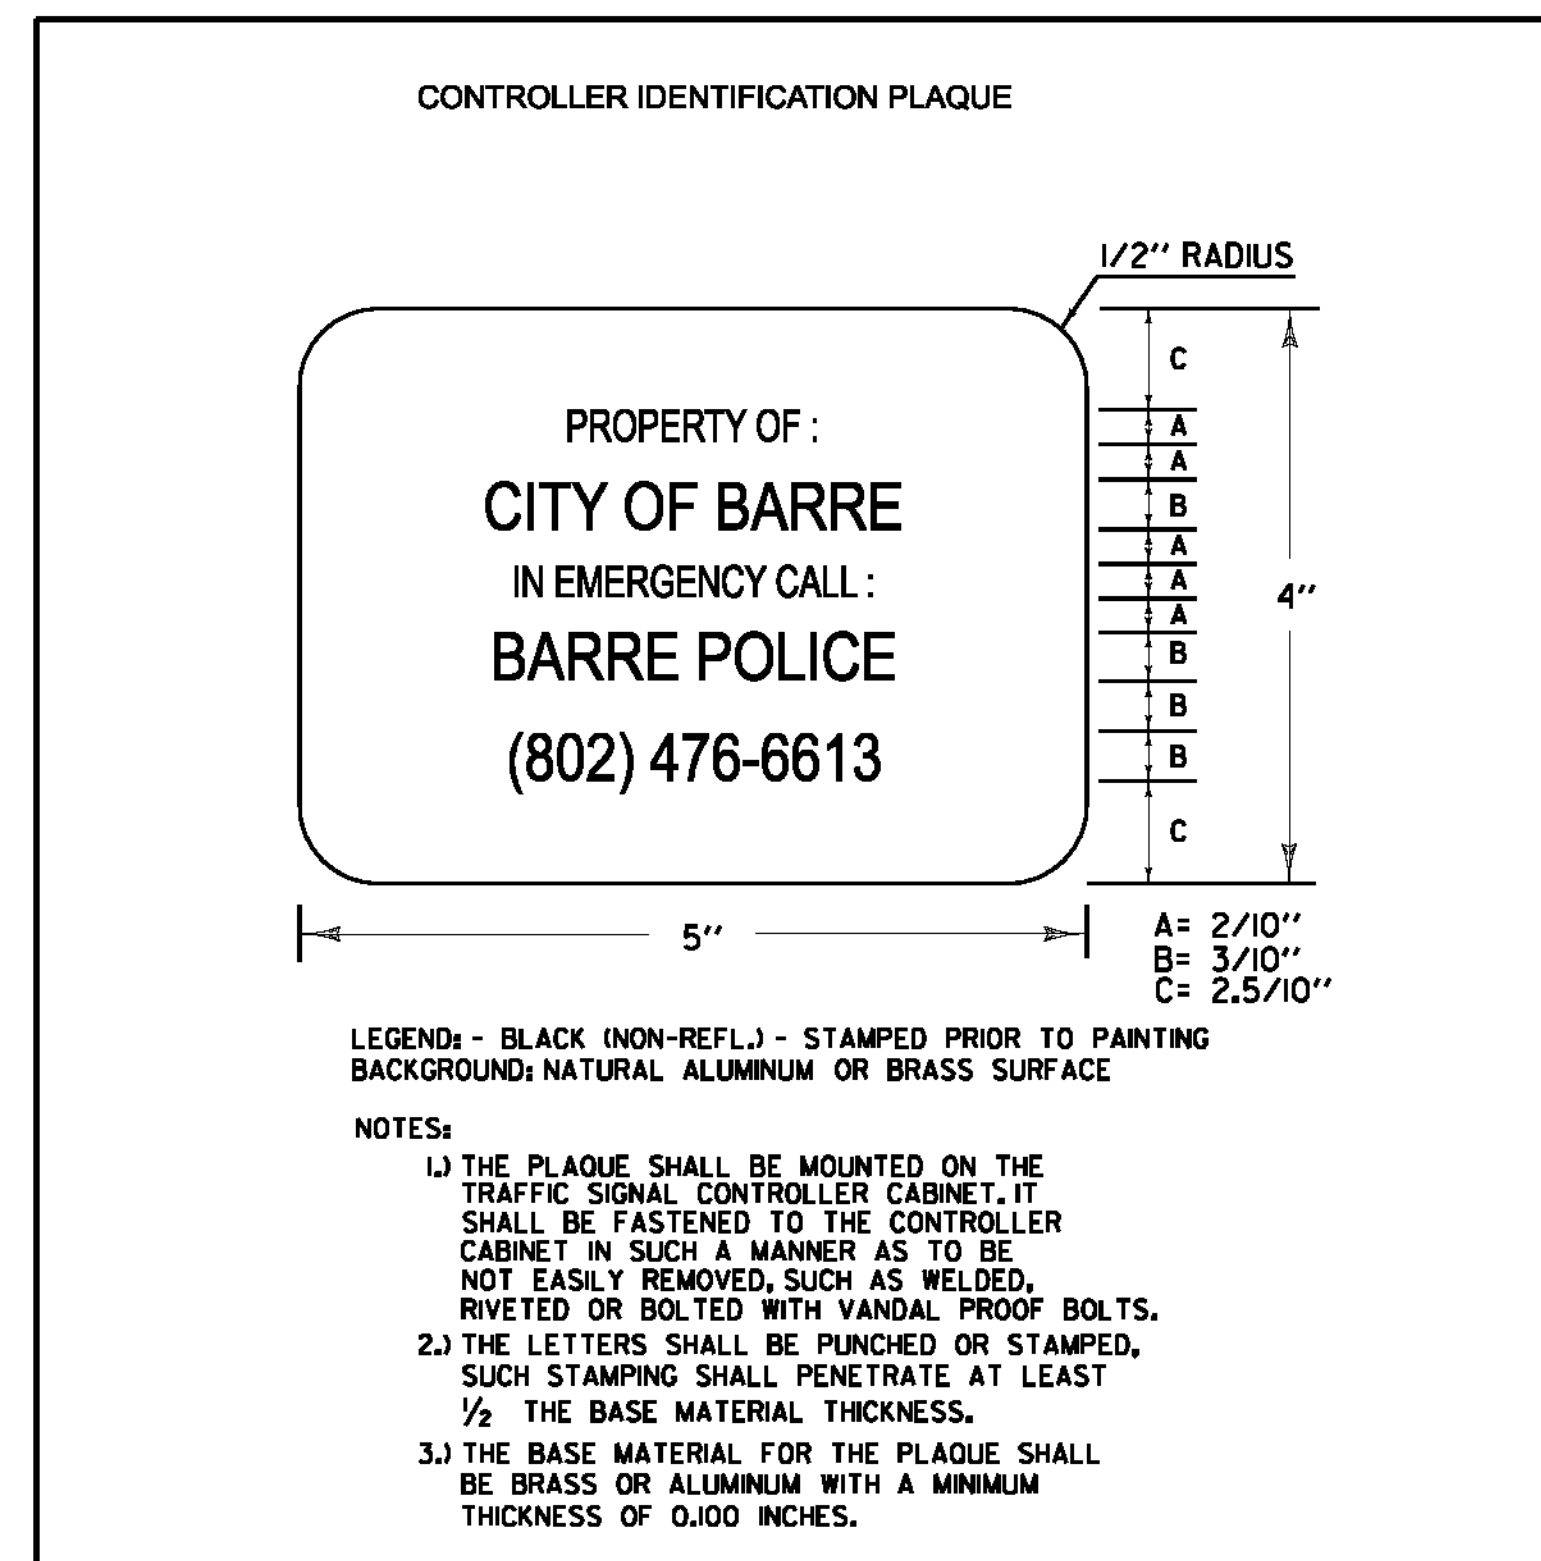 CONTROLLER IDENTIFICATION PLAQUE
1/2" RADIUS
C
PROPERTY OF :
A
A
CITY OF BARRE
B
A
IN EMERGENCY CALL :
A
4"
A
BARRE POLICE
B
B
(802) 476-6613
B
C
5"
A= 2/10"
B= 3/10"
C= 2.5/10"
LEGEND: - BLACK (NON-REFL.) - STAMPED PRIOR TO PAINTING
BACKGROUND: NATURAL ALUMINUM OR BRASS SURFACE
NOTES:
1.) THE PLAQUE SHALL BE MOUNTED ON THE
TRAFFIC SIGNAL CONTROLLER CABINET. IT
SHALL BE FASTENED TO THE CONTROLLER
CABINET IN SUCH A MANNER AS TO BE
NOT EASILY REMOVED, SUCH AS WELDED,
RIVETED OR BOLTED WITH VANDAL PROOF BOLTS.
2.) THE LETTERS SHALL BE PUNCHED OR STAMPED,
SUCH STAMPING SHALL PENETRATE AT LEAST
1/2 THE BASE MATERIAL THICKNESS.
3.) THE BASE MATERIAL FOR THE PLAQUE SHALL
BE BRASS OR ALUMINUM WITH A MINIMUM
THICKNESS OF 0.100 INCHES.